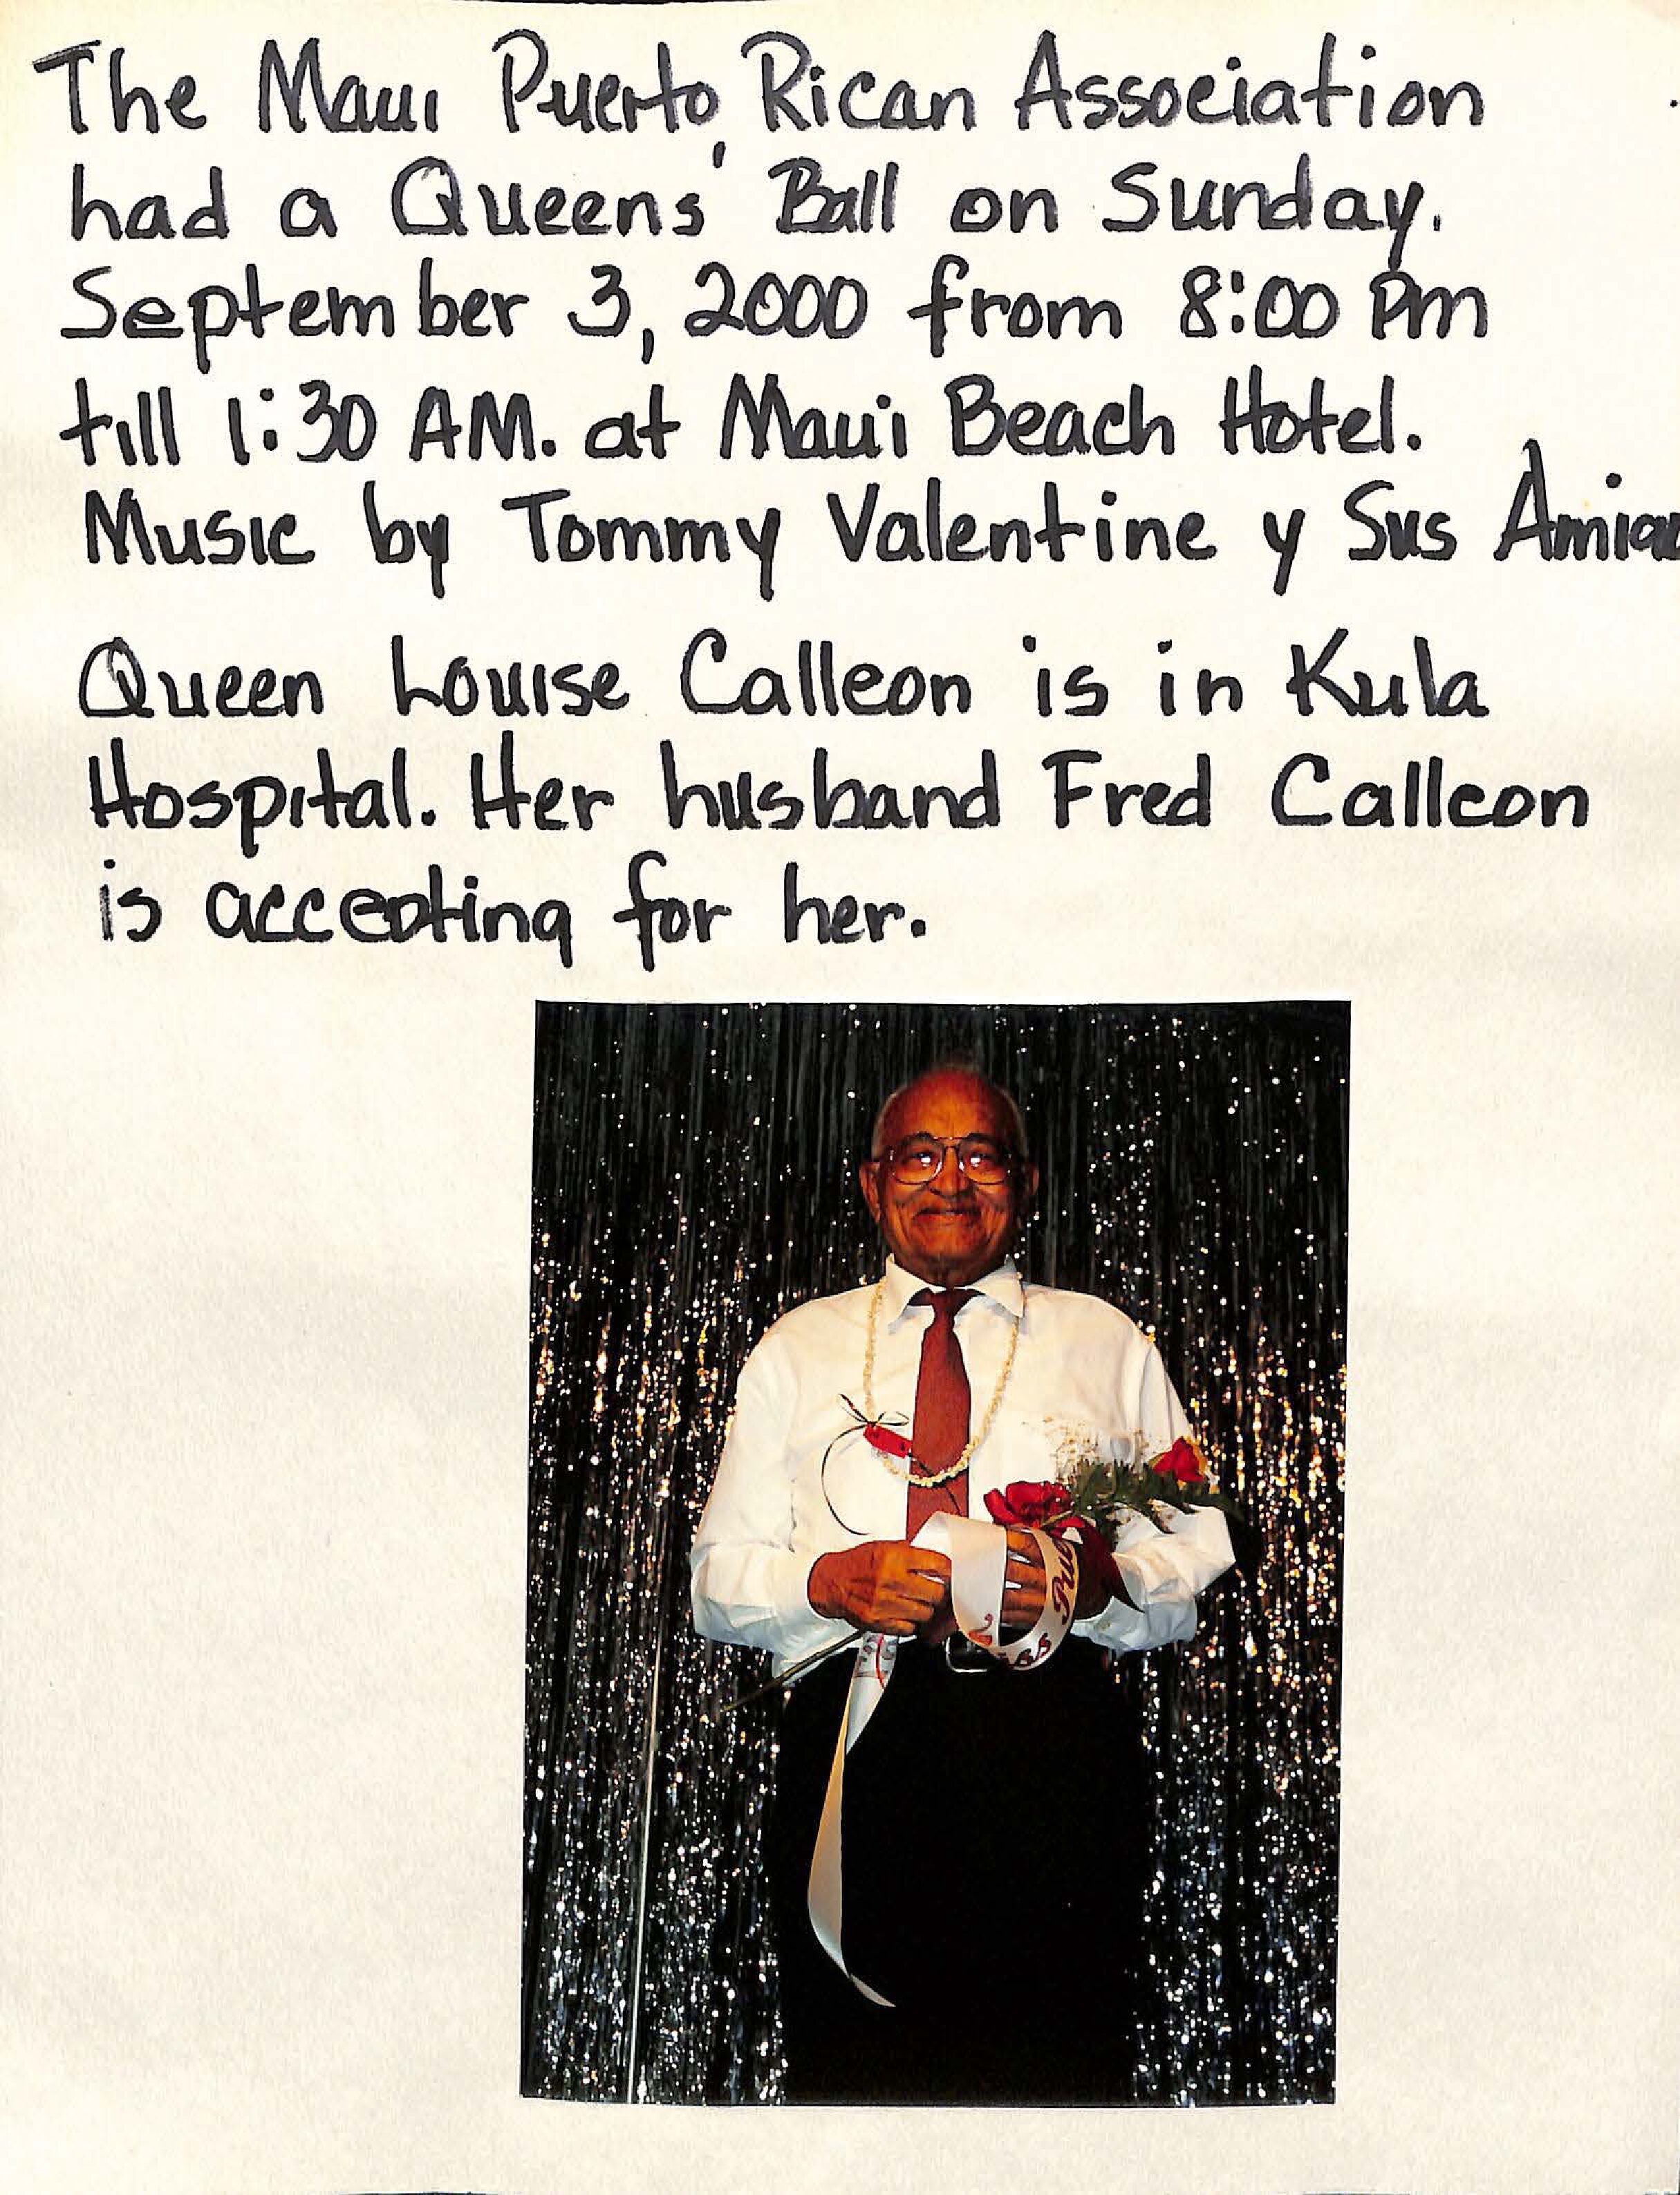 The Maui Puerto Rican Association
had a Queens' Ball on Sunday.
September 3, 2000 from 8:00 Pm
till 1:30 AM. at Maui Beach Hotel.
Music by Tommy Valentine y Sus
Queen Louise Calleon is in Kula
Hospital. Her husband Fred Calleon
is accepting for her.